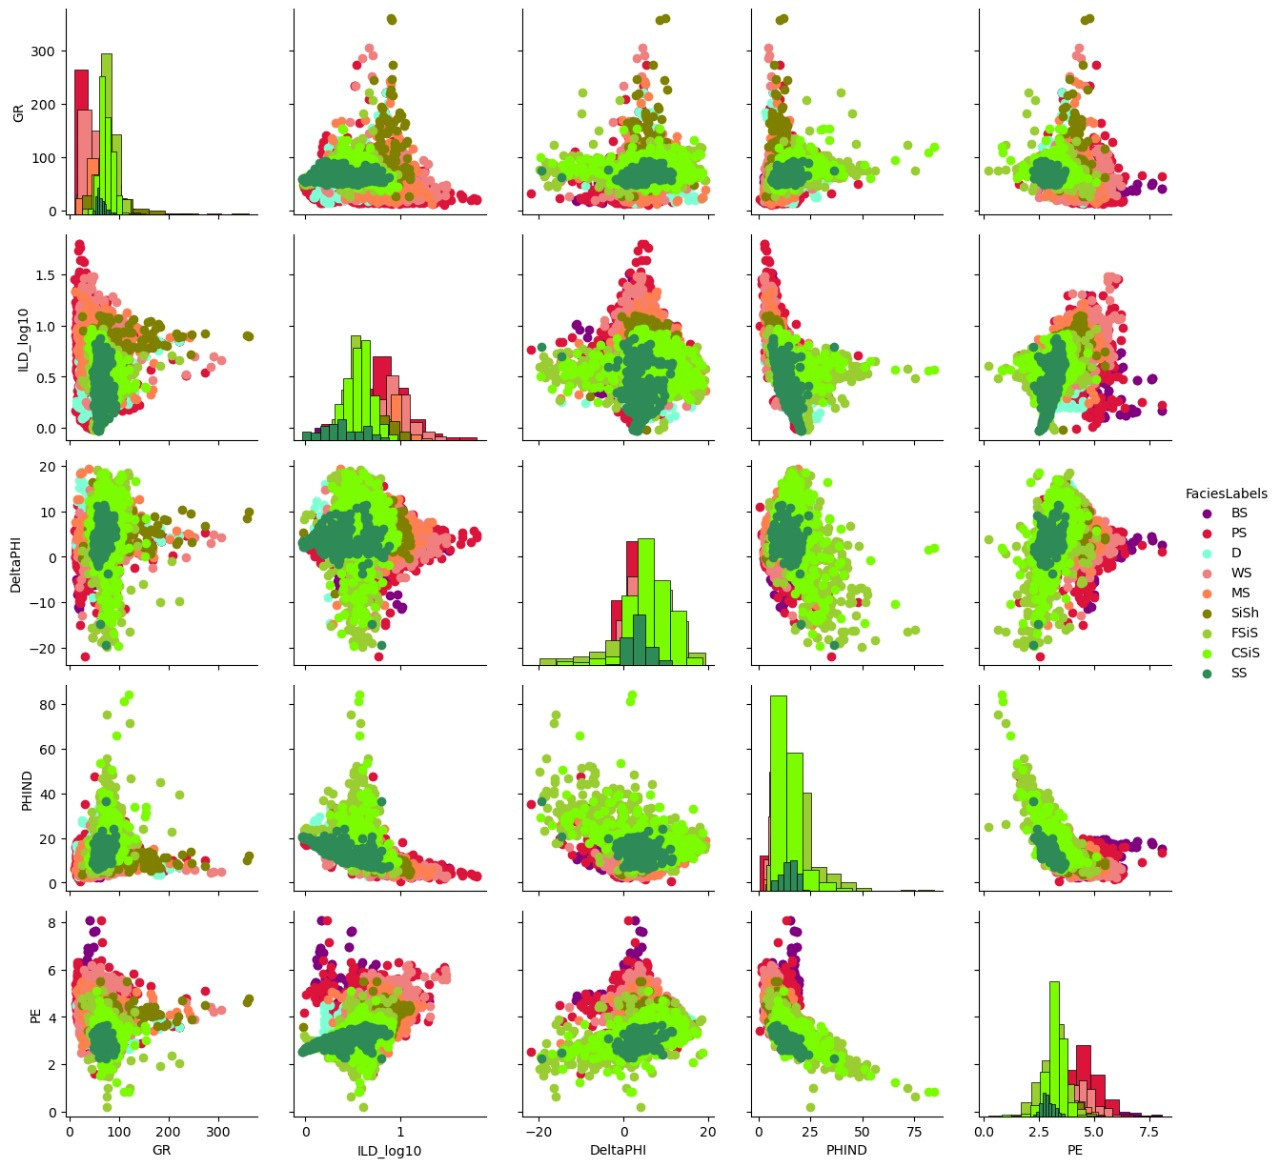 GR
300
200
100
0
ILD_log10
1.5
1.0
0.5
0.0
DeltaPHI
20
10
0
−10
−20
FaciesLabels
BS
PS
D
WS
MS
SiSh
FSiS
CSiS
SS
PHIND
80
60
40
20
0
PE
8
6
4
2
0
0 100 200 300
0 1
−20 0 20
0 25 50 75
0.0 2.5 5.0 7.5
GR ILD_log10 DeltaPHI PHIND PE